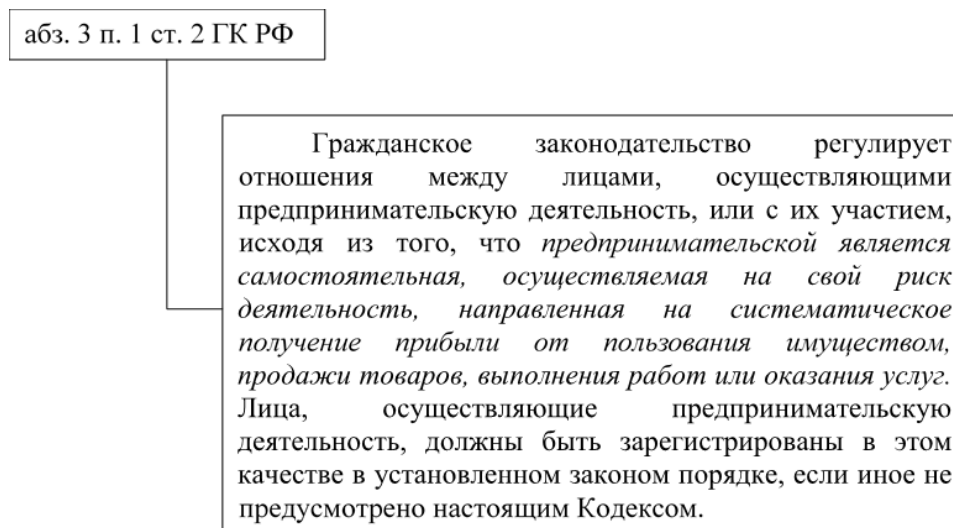 абз. 3 п. 1 ст. 2 ГК РФ
Гражданское законодательство регулирует
отношения между лицами, осуществляющими
предпринимательскую деятельность, или с их участием,
исходя из того, что предпринимательской является
самостоятельная, осуществляемая на свой риск
деятельность, направленная на систематическое
получение прибыли от пользования имуществом,
продажи товаров, выполнения работ или оказания услуг.
Лица, осуществляющие предпринимательскую
деятельность, должны быть зарегистрированы в этом
качестве в установленном законом порядке, если иное не
предусмотрено настоящим Кодексом.